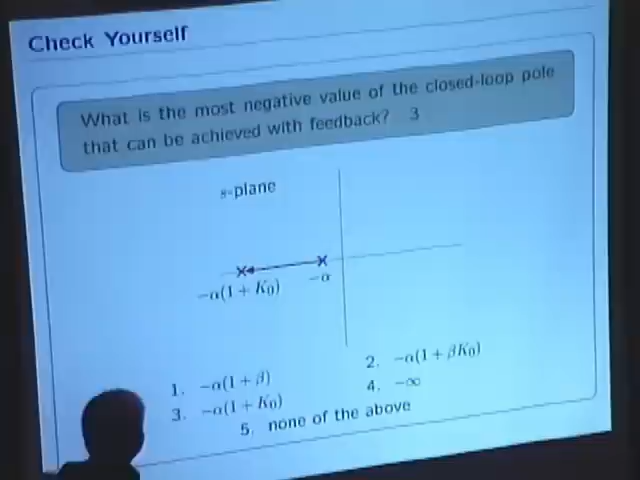 Check Yourself
What is the most negative value of the closed-loop pole
that can be achieved with feedback? 3
s-plane
−α(1 + K₀)
−α
1. −α(1 + β)
2. −α(1 + βK₀)
3. −α(1 + K₀)
4. −∞
5. none of the above